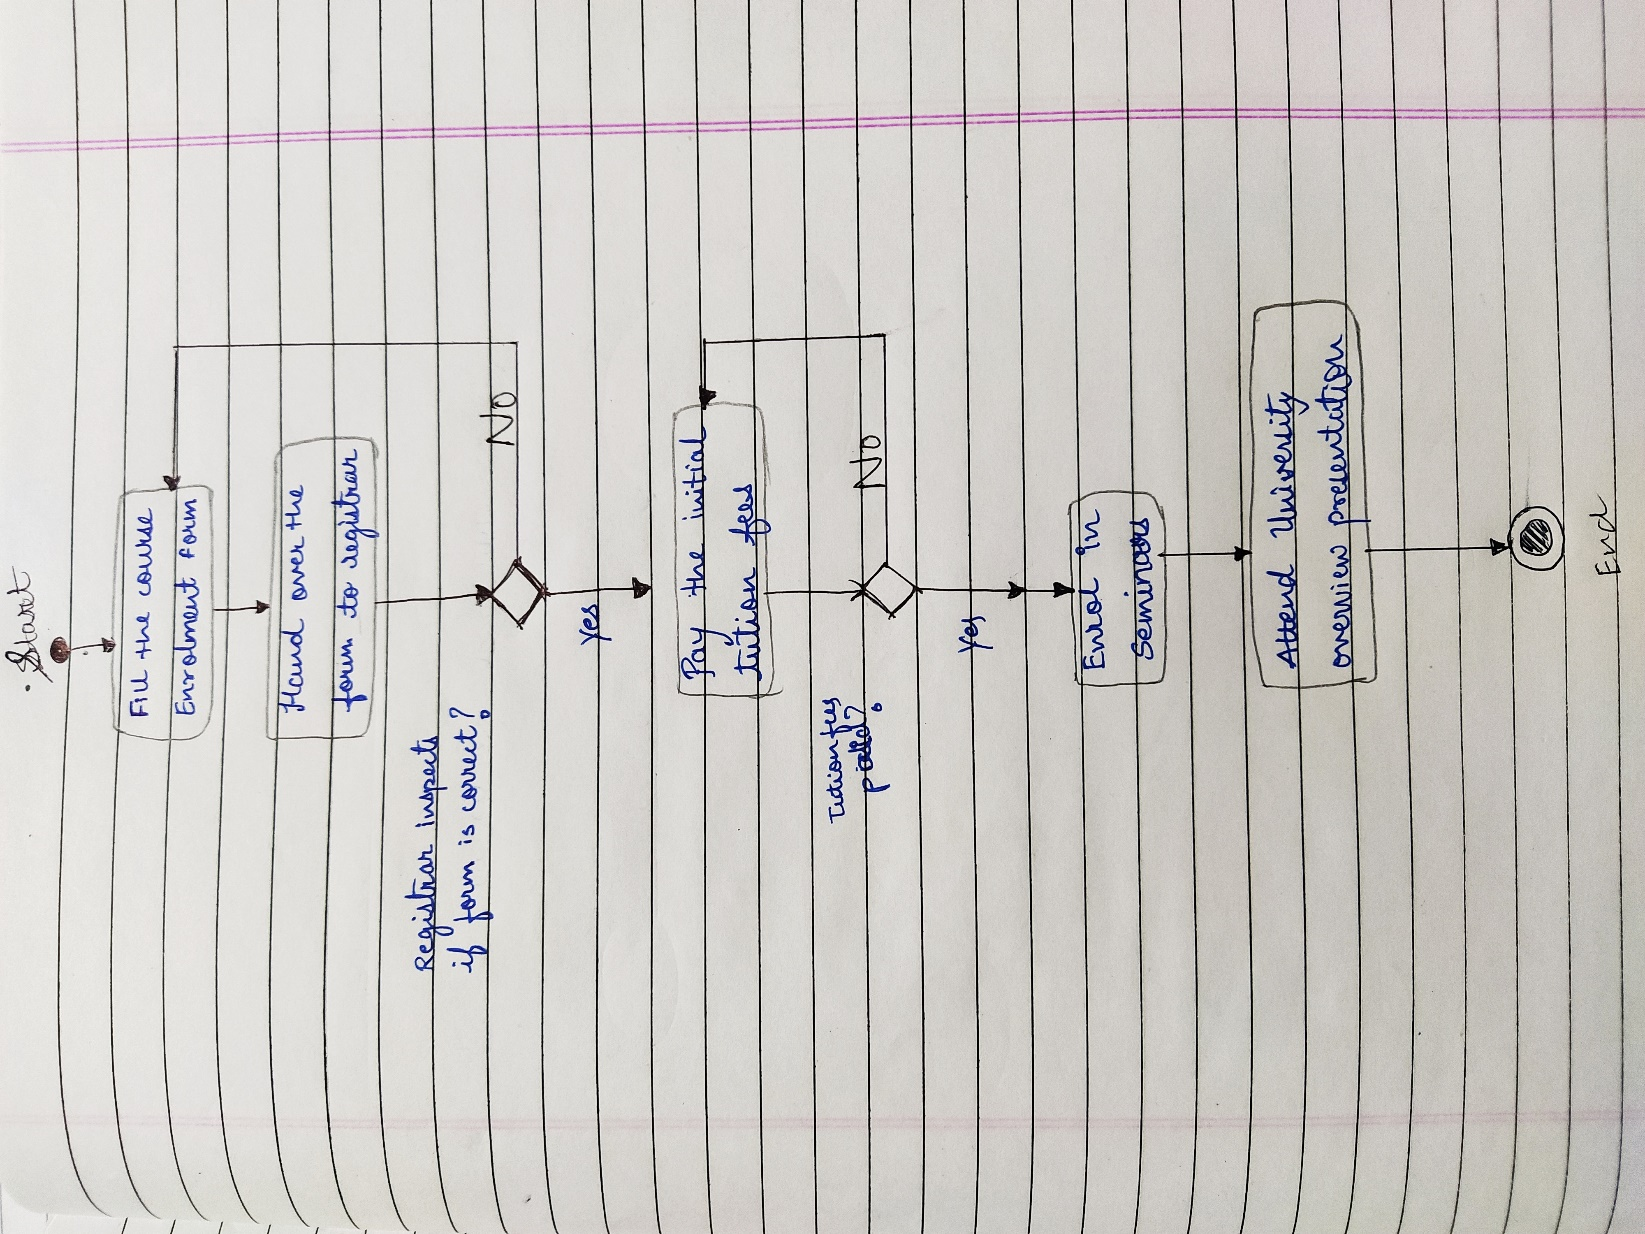 Start
Fill the course
Enrolment form
Hand over the
form to registrar
Registrar inspects
if form is correct?
No
Yes
Pay the initial
tution fees
Tution fees
No
Yes
Enrol in
Seminars
Attend University
overview presentation
End